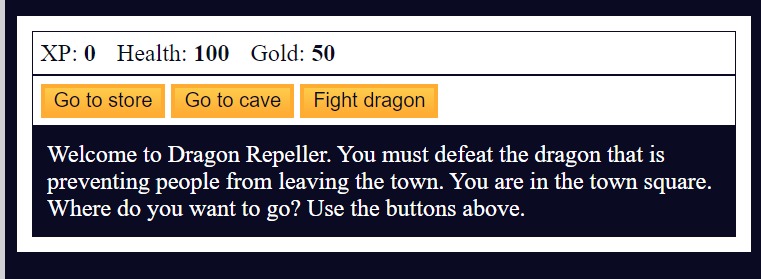 XP: 0 Health: 100 Gold: 50
Go to store Go to cave Fight dragon
Welcome to Dragon Repeller. You must defeat the dragon that is
preventing people from leaving the town. You are in the town square.
Where do you want to go? Use the buttons above.